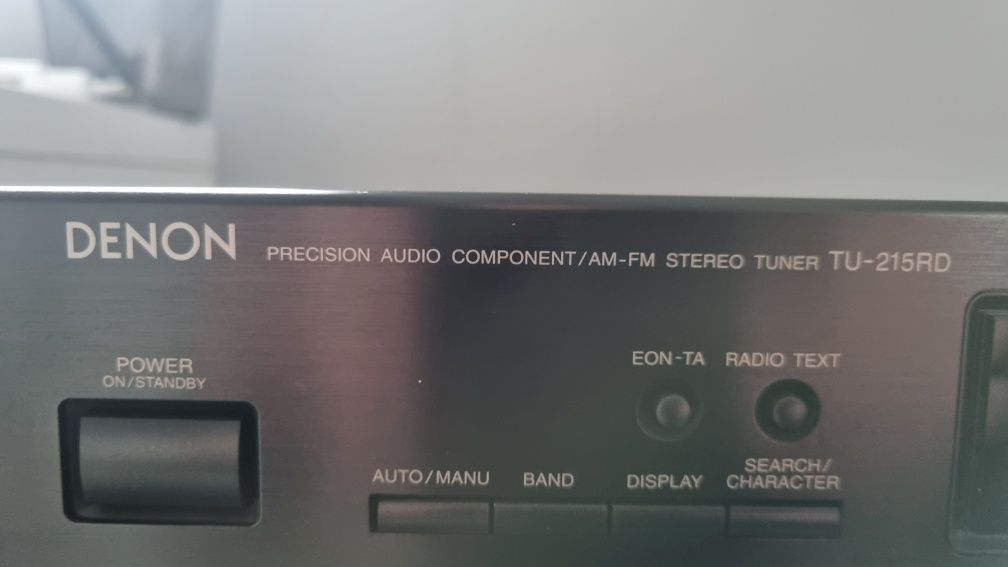 DENON PRECISION AUDIO COMPONENT/AM-FM STEREO TUNER TU-215RD
POWER
ON/STANDBY
EON-TA RADIO TEXT
AUTO/MANU BAND DISPLAY SEARCH/
CHARACTER